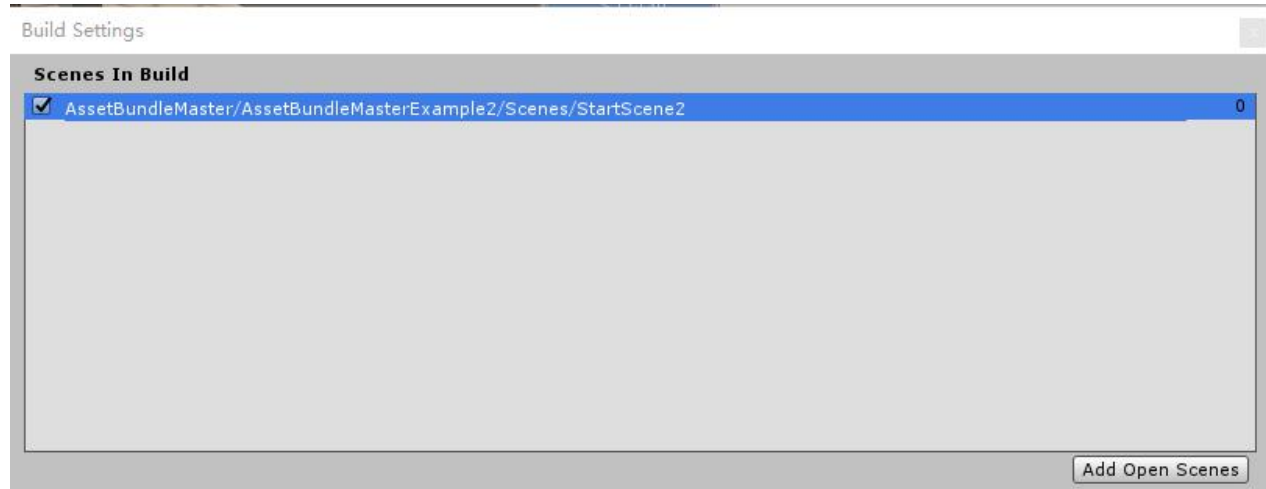 Build Settings
Scenes In Build
AssetBundleMaster/AssetBundleMasterExample2/Scenes/StartScene2 0
Add Open Scenes